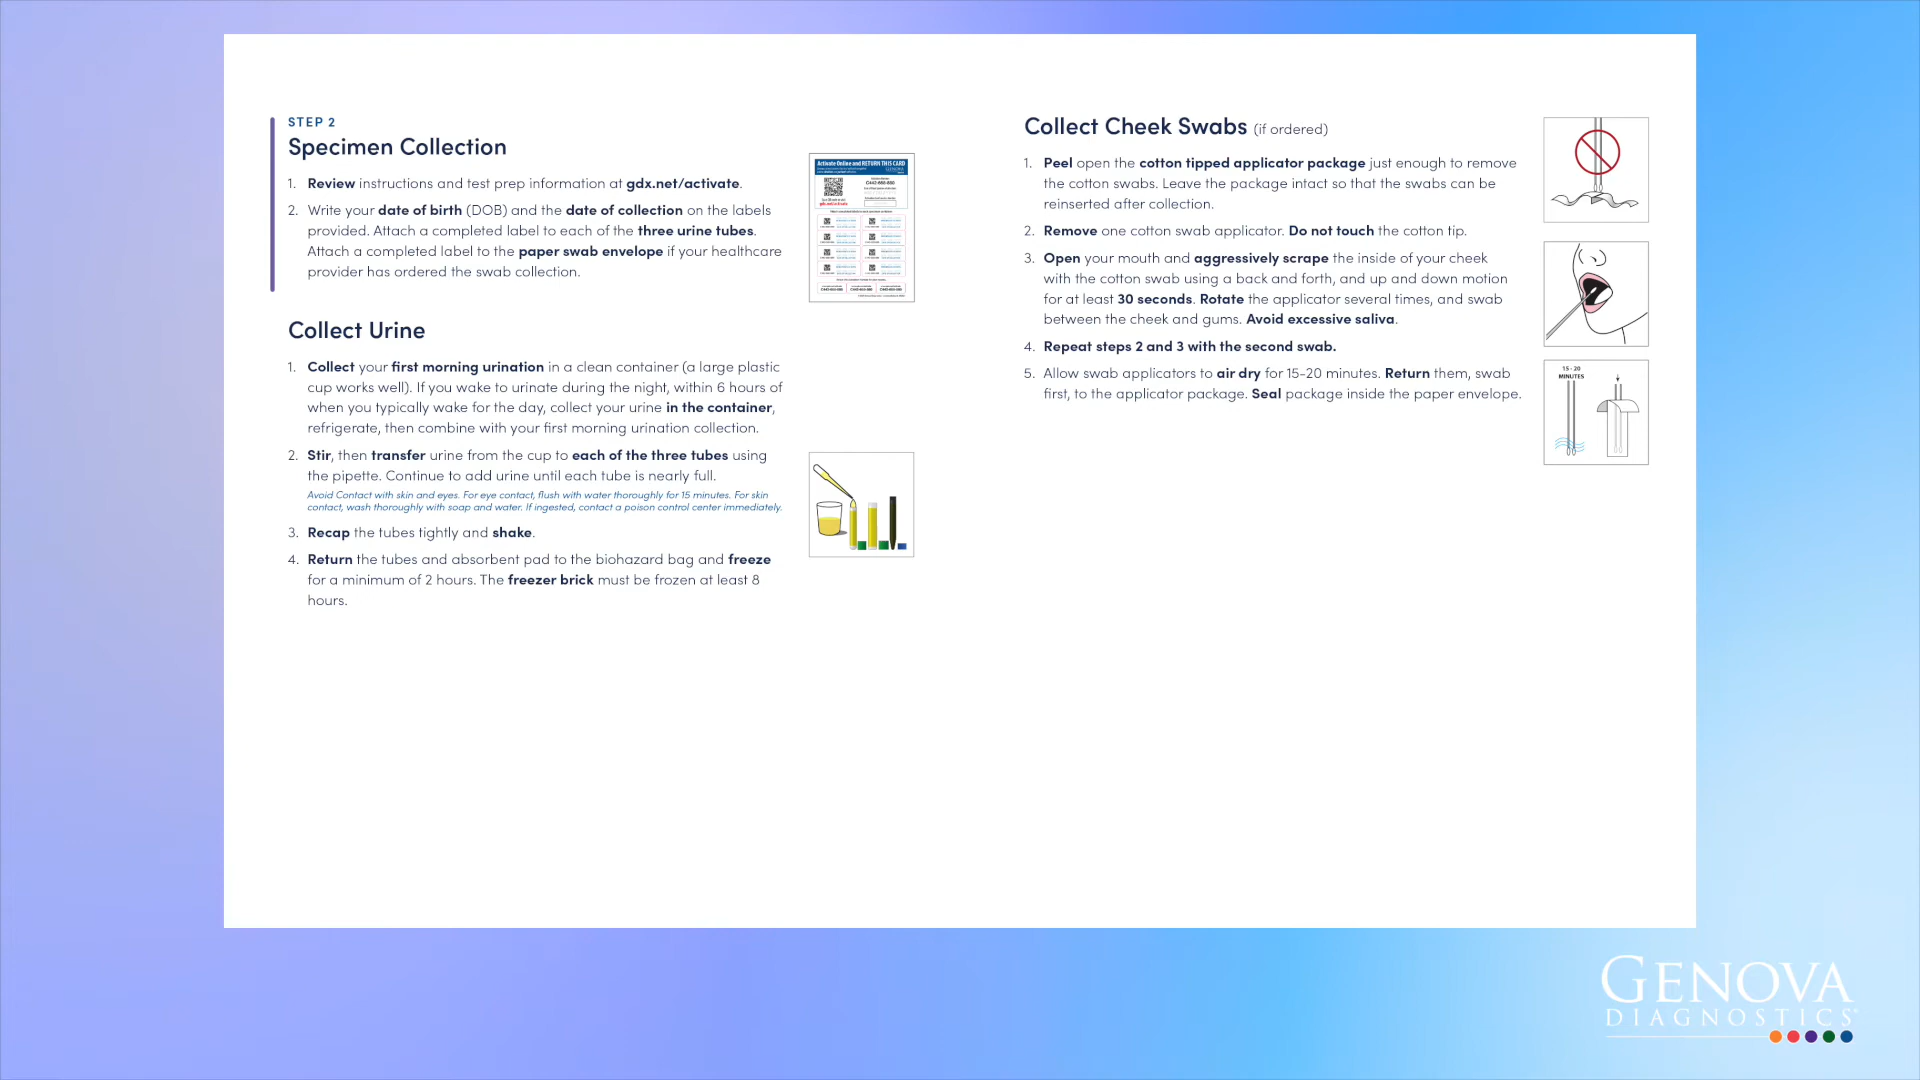 STEP 2
Specimen Collection
1. Review instructions and test prep information at gdx.net/activate.
2. Write your date of birth (DOB) and the date of collection on the labels
provided. Attach a completed label to each of the three urine tubes.
Attach a completed label to the paper swab envelope if your healthcare
provider has ordered the swab collection.
Activate Online and RETURN THIS CARD
Collect Urine
1. Collect your first morning urination in a clean container (a large plastic
cup works well). If you wake to urinate during the night, within 6 hours of
when you typically wake for the day, collect your urine in the container,
refrigerate, then combine with your first morning urination collection.
2. Stir, then transfer urine from the cup to each of the three tubes using
the pipette. Continue to add urine until each tube is nearly full.
Avoid Contact with skin and eyes. For eye contact, flush with water thoroughly for 15 minutes. For skin
contact, wash thoroughly with soap and water. If ingested, contact a poison control center immediately.
3. Recap the tubes tightly and shake.
4. Return the tubes and absorbent pad to the biohazard bag and freeze
for a minimum of 2 hours. The freezer brick must be frozen at least 8
hours.
Collect Cheek Swabs (if ordered)
1. Peel open the cotton tipped applicator package just enough to remove
the cotton swabs. Leave the package intact so that the swabs can be
reinserted after collection.
2. Remove one cotton swab applicator. Do not touch the cotton tip.
3. Open your mouth and aggressively scrape the inside of your cheek
with the cotton swab using a back and forth, and up and down motion
for at least 30 seconds. Rotate the applicator several times, and swab
between the cheek and gums. Avoid excessive saliva.
4. Repeat steps 2 and 3 with the second swab.
5. Allow swab applicators to air dry for 15-20 minutes. Return them, swab
first, to the applicator package. Seal package inside the paper envelope.
15 - 20
MINUTES
GENOVA
DIAGNOSTICS